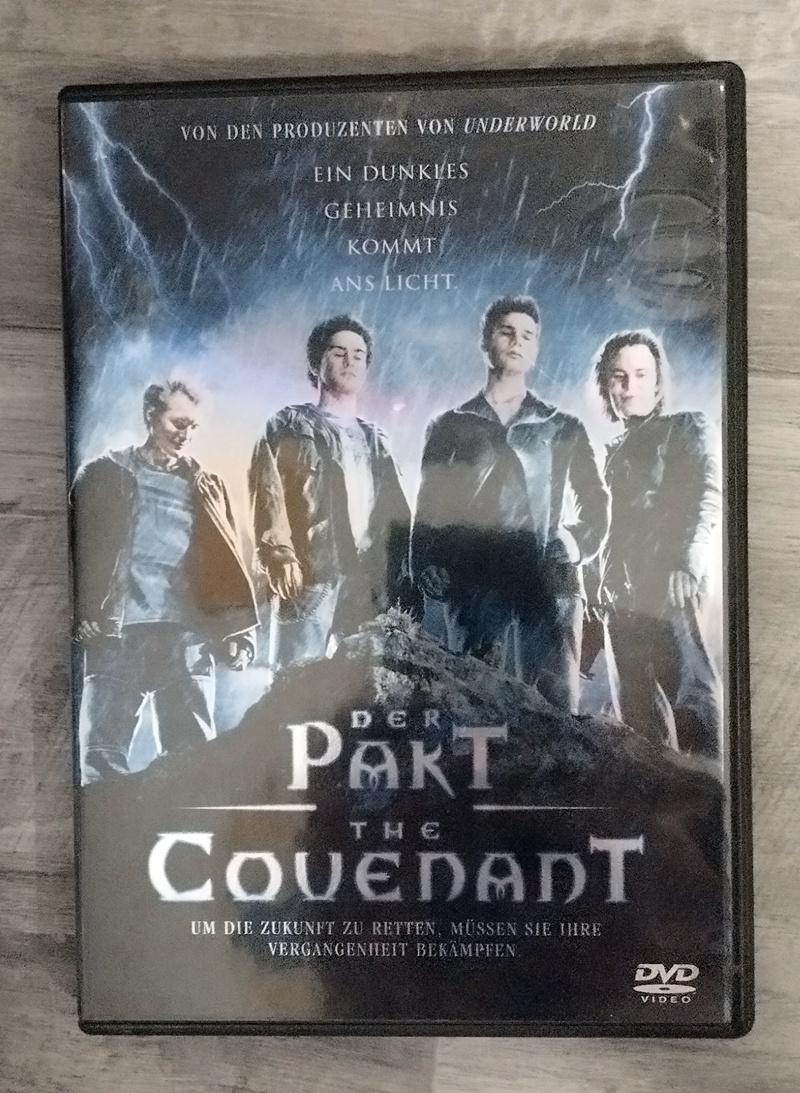 VON DEN PRODUZENTEN VON UNDERWORLD
EIN DUNKLES
GEHEIMNIS
KOMMT
ANS LICHT.
DER
PAKT
THE
COVENANT
UM DIE ZUKUNFT ZU RETTEN, MÜSSEN SIE IHRE
VERGANGENHEIT BEKÄMPFEN
DVD
VIDEO